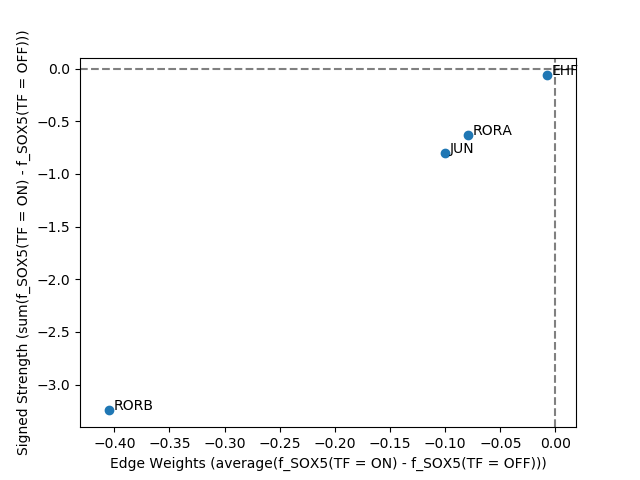 Signed Strength (sum(f_SOX5(TF = ON) - f_SOX5(TF = OFF)))
0.0
−0.5
−1.0
−1.5
−2.0
−2.5
−3.0
EHF
RORA
JUN
RORB
−0.40
−0.35
−0.30
−0.25
−0.20
−0.15
−0.10
−0.05
0.00
Edge Weights (average(f_SOX5(TF = ON) - f_SOX5(TF = OFF)))